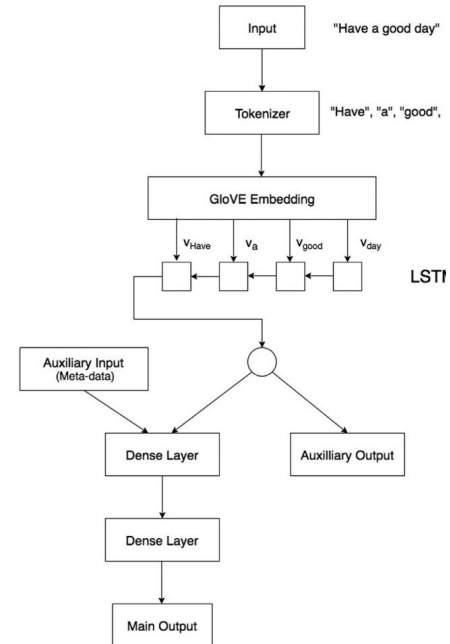 Input
"Have a good day"
Tokenizer
"Have", "a", "good",
GloVE Embedding
vHave
va
vgood
vday
Auxiliary Input
(Meta-data)
Dense Layer
Auxilliary Output
Dense Layer
Main Output